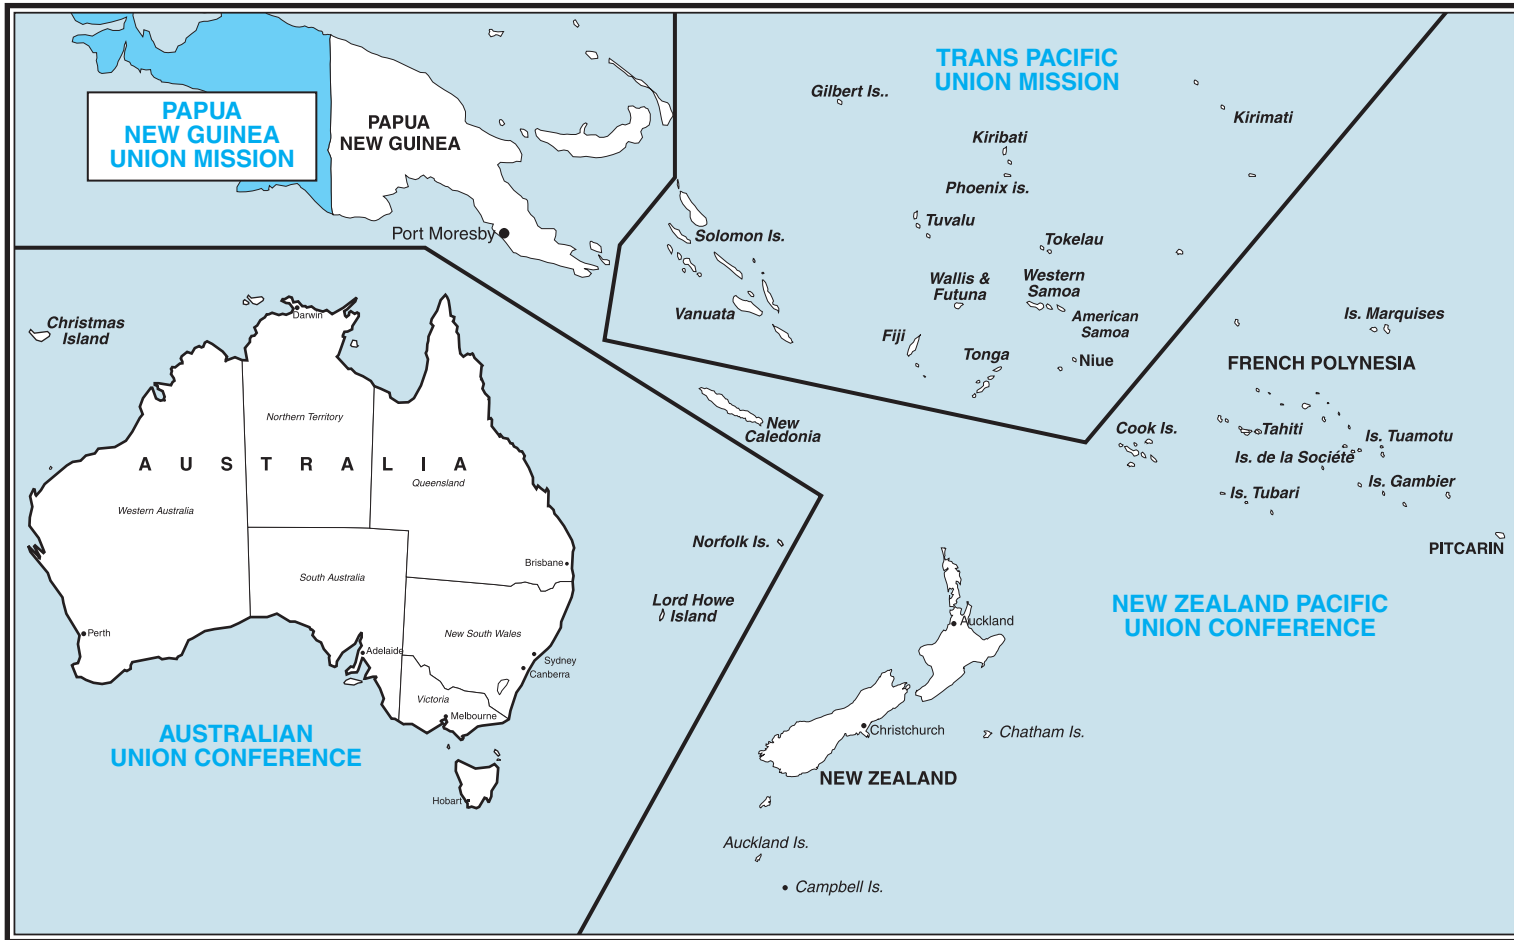 TRANS PACIFIC
UNION MISSION
Gilbert Is..
Kirimati
PAPUA
NEW GUINEA
UNION MISSION
PAPUA
NEW GUINEA
Kiribati
Phoenix is.
Tuvalu
Port Moresby
Solomon Is.
Tokelau
Wallis &
Futuna
Western
Samoa
Vanuata
American
Samoa
Christmas
Island
Darwin
Is. Marquises
Fiji
Tonga
Niue
FRENCH POLYNESIA
Northern Territory
New
Caledonia
Cook Is.
Tahiti
Is. Tuamotu
AUSTRALIA
Is. de la Société
Queensland
Is. Gambier
Is. Tubari
Western Australia
Norfolk Is.
PITCARIN
Brisbane
South Australia
Lord Howe
Island
NEW ZEALAND PACIFIC
UNION CONFERENCE
Auckland
Perth
New South Wales
Adelaide
Sydney
Canberra
Victoria
Melbourne
Christchurch
Chatham Is.
AUSTRALIAN
UNION CONFERENCE
NEW ZEALAND
Hobart
Auckland Is.
Campbell Is.